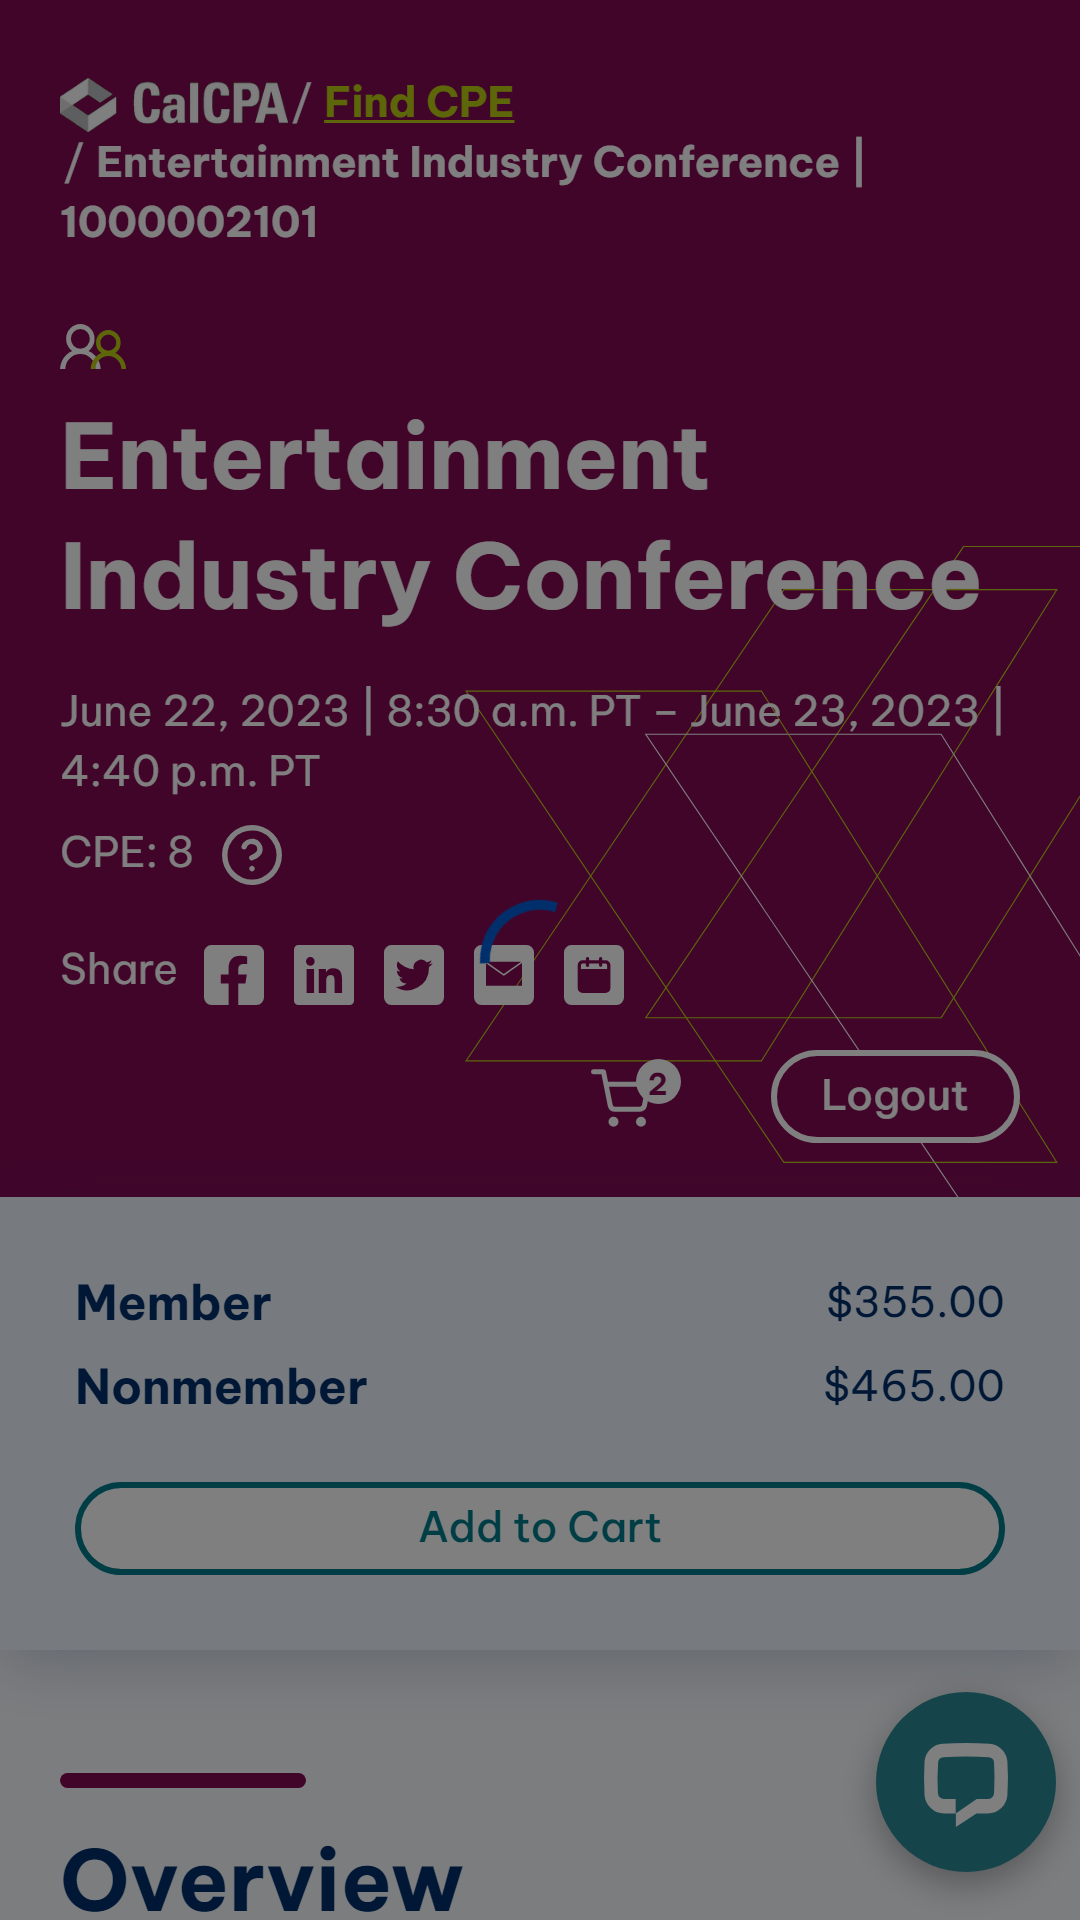 CalCPA / Find CPE
/ Entertainment Industry Conference |
1000002101
Entertainment
Industry Conference
June 22, 2023 | 8:30 a.m. PT – June 23, 2023 |
4:40 p.m. PT
CPE: 8 ?
Share
2
Logout
Member $355.00
Nonmember $465.00
Add to Cart
Overview